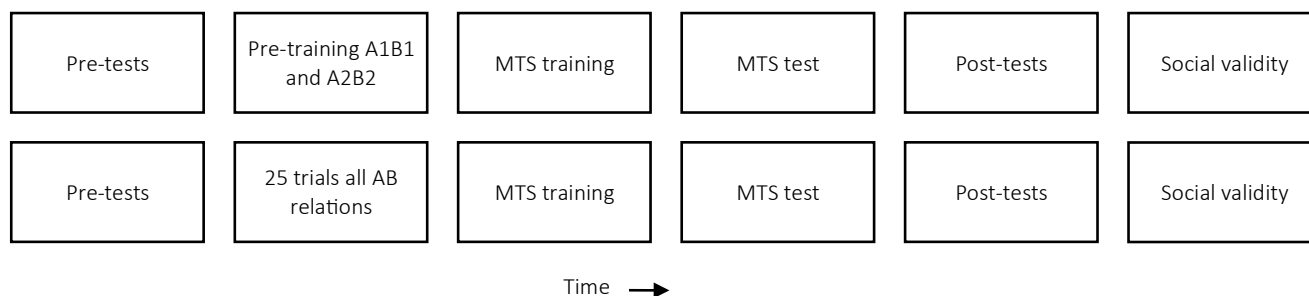 Pre-tests
Pre-training A1B1
and A2B2
MTS training
MTS test
Post-tests
Social validity
Pre-tests
25 trials all AB
relations
MTS training
MTS test
Post-tests
Social validity
Time